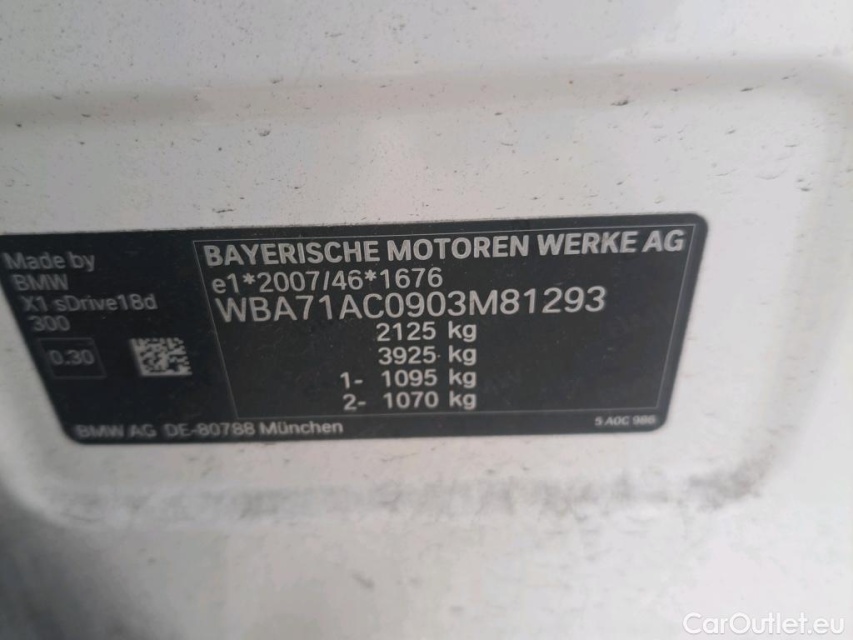 BAYERISCHE MOTOREN WERKE AG
e1*2007/46*1676
WBA71AC0903M81293
2125 kg
3925 kg
1- 1095 kg
2- 1070 kg
Made by
BMW
X1 sDrive18d
300
0.30
BMW AG DE-80788 München
5 A0C 986
CarOutlet.eu